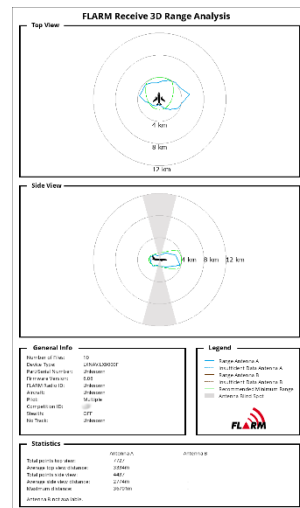 FLARM Receive 3D Range Analysis
Top View
4 km
8 km
12 km
Side View
4 km 8 km 12 km
General Info
Number of Files: 10
Device Type:
Part/Serial Number: Unknown
Firmware Version:
FLARM Radio ID: Unknown
Aircraft: Unknown
Pilot: Multiple
Competition ID:
Stealth: OFF
No Track: Unknown
Legend
Range Antenna A
Insufficient Data Antenna A
Range Antenna B
Insufficient Data Antenna B
Recommended Minimum Range
Antenna Blind Spot
FLARM
Statistics
Antenna A Antenna B
Total points top view:
Average top view distance:
Total points side view:
Average side view distance:
Maximum distance:
Antenna B not available.